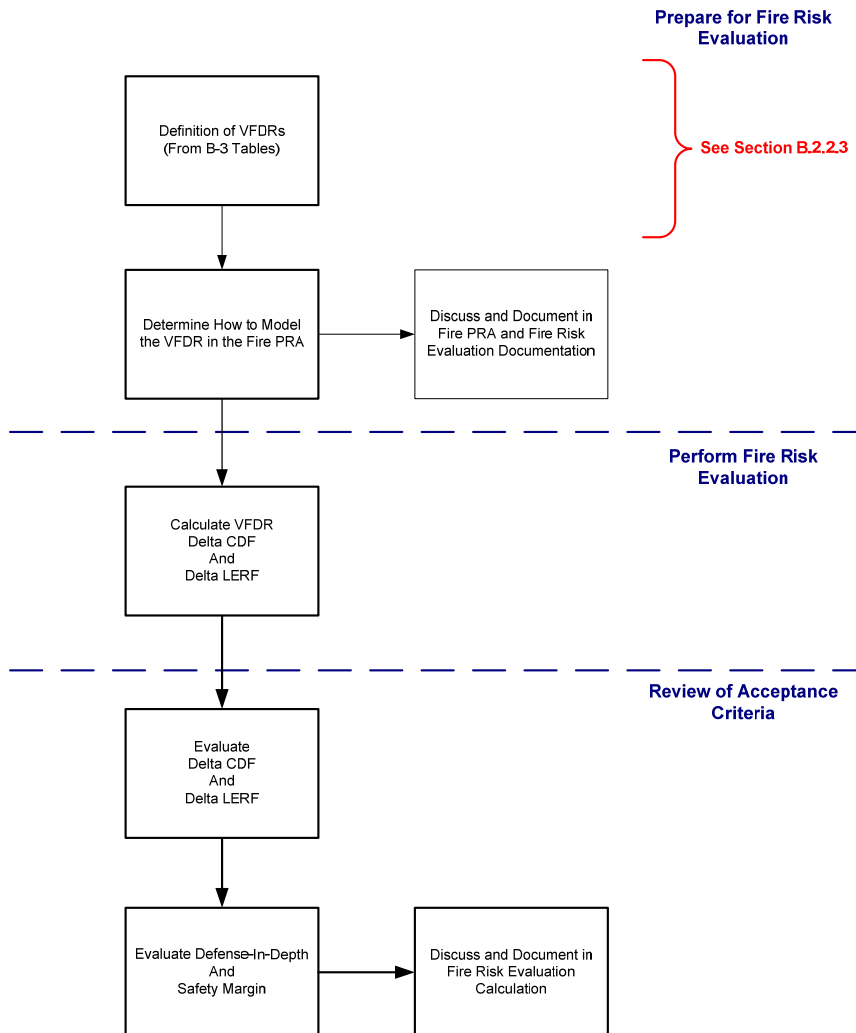 Prepare for Fire Risk
Evaluation
Definition of VFDRs
(From B-3 Tables)
See Section B.2.2.3
Determine How to Model
the VFDR in the Fire PRA
Discuss and Document in
Fire PRA and Fire Risk
Evaluation Documentation
Perform Fire Risk
Evaluation
Calculate VFDR
Delta CDF
And
Delta LERF
Review of Acceptance
Criteria
Evaluate
Delta CDF
And
Delta LERF
Evaluate Defense-In-Depth
And
Safety Margin
Discuss and Document in
Fire Risk Evaluation
Calculation